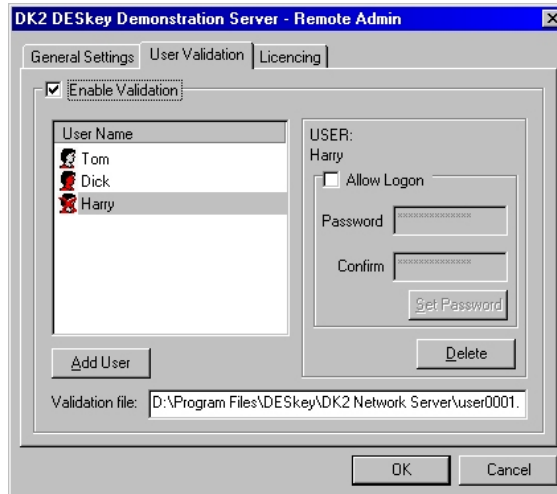 DK2 DESkey Demonstration Server - Remote Admin
General Settings User Validation Licencing
Enable Validation
User Name
Tom
Dick
Harry
USER:
Harry
Allow Logon
Password **************
Confirm **************
Set Password
Delete
Add User
Validation file: D:\Program Files\DESkey\DK2 Network Server\user0001.
OK Cancel